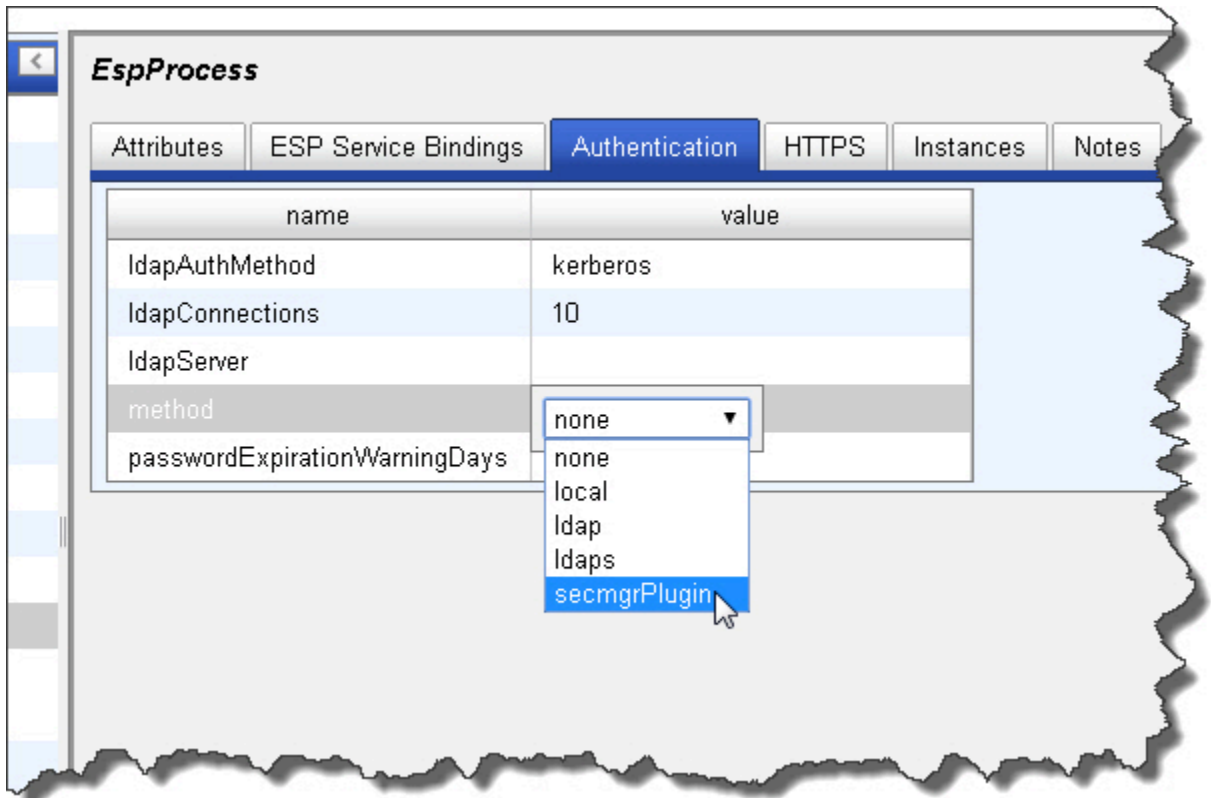 EspProcess
Attributes ESP Service Bindings Authentication HTTPS Instances Notes
name value
ldapAuthMethod kerberos
ldapConnections 10
ldapServer
method none
passwordExpirationWarningDays none
local
ldap
ldaps
secmgrPlugin